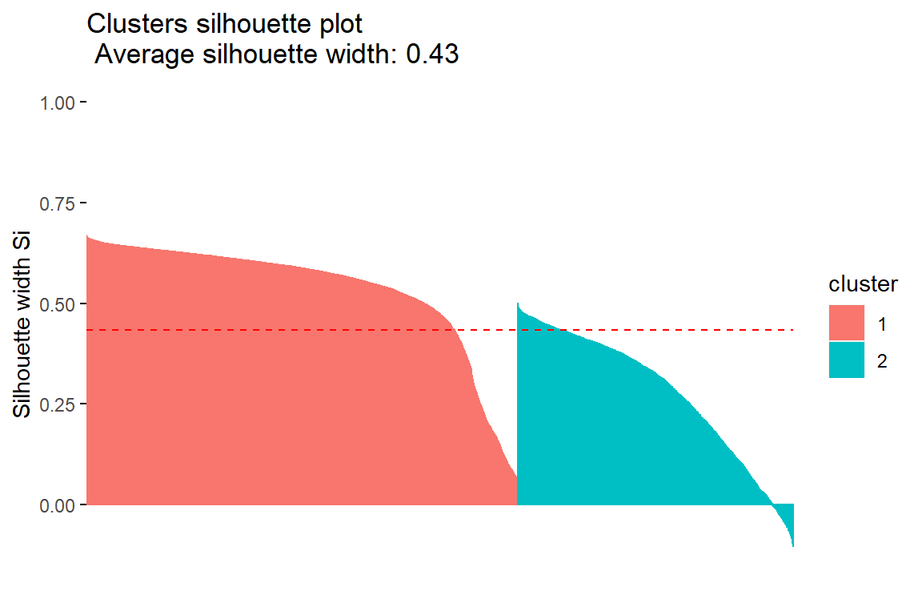 Clusters silhouette plot
Average silhouette width: 0.43
1.00
0.75
0.50
0.25
0.00
Silhouette width Si
cluster
1
2